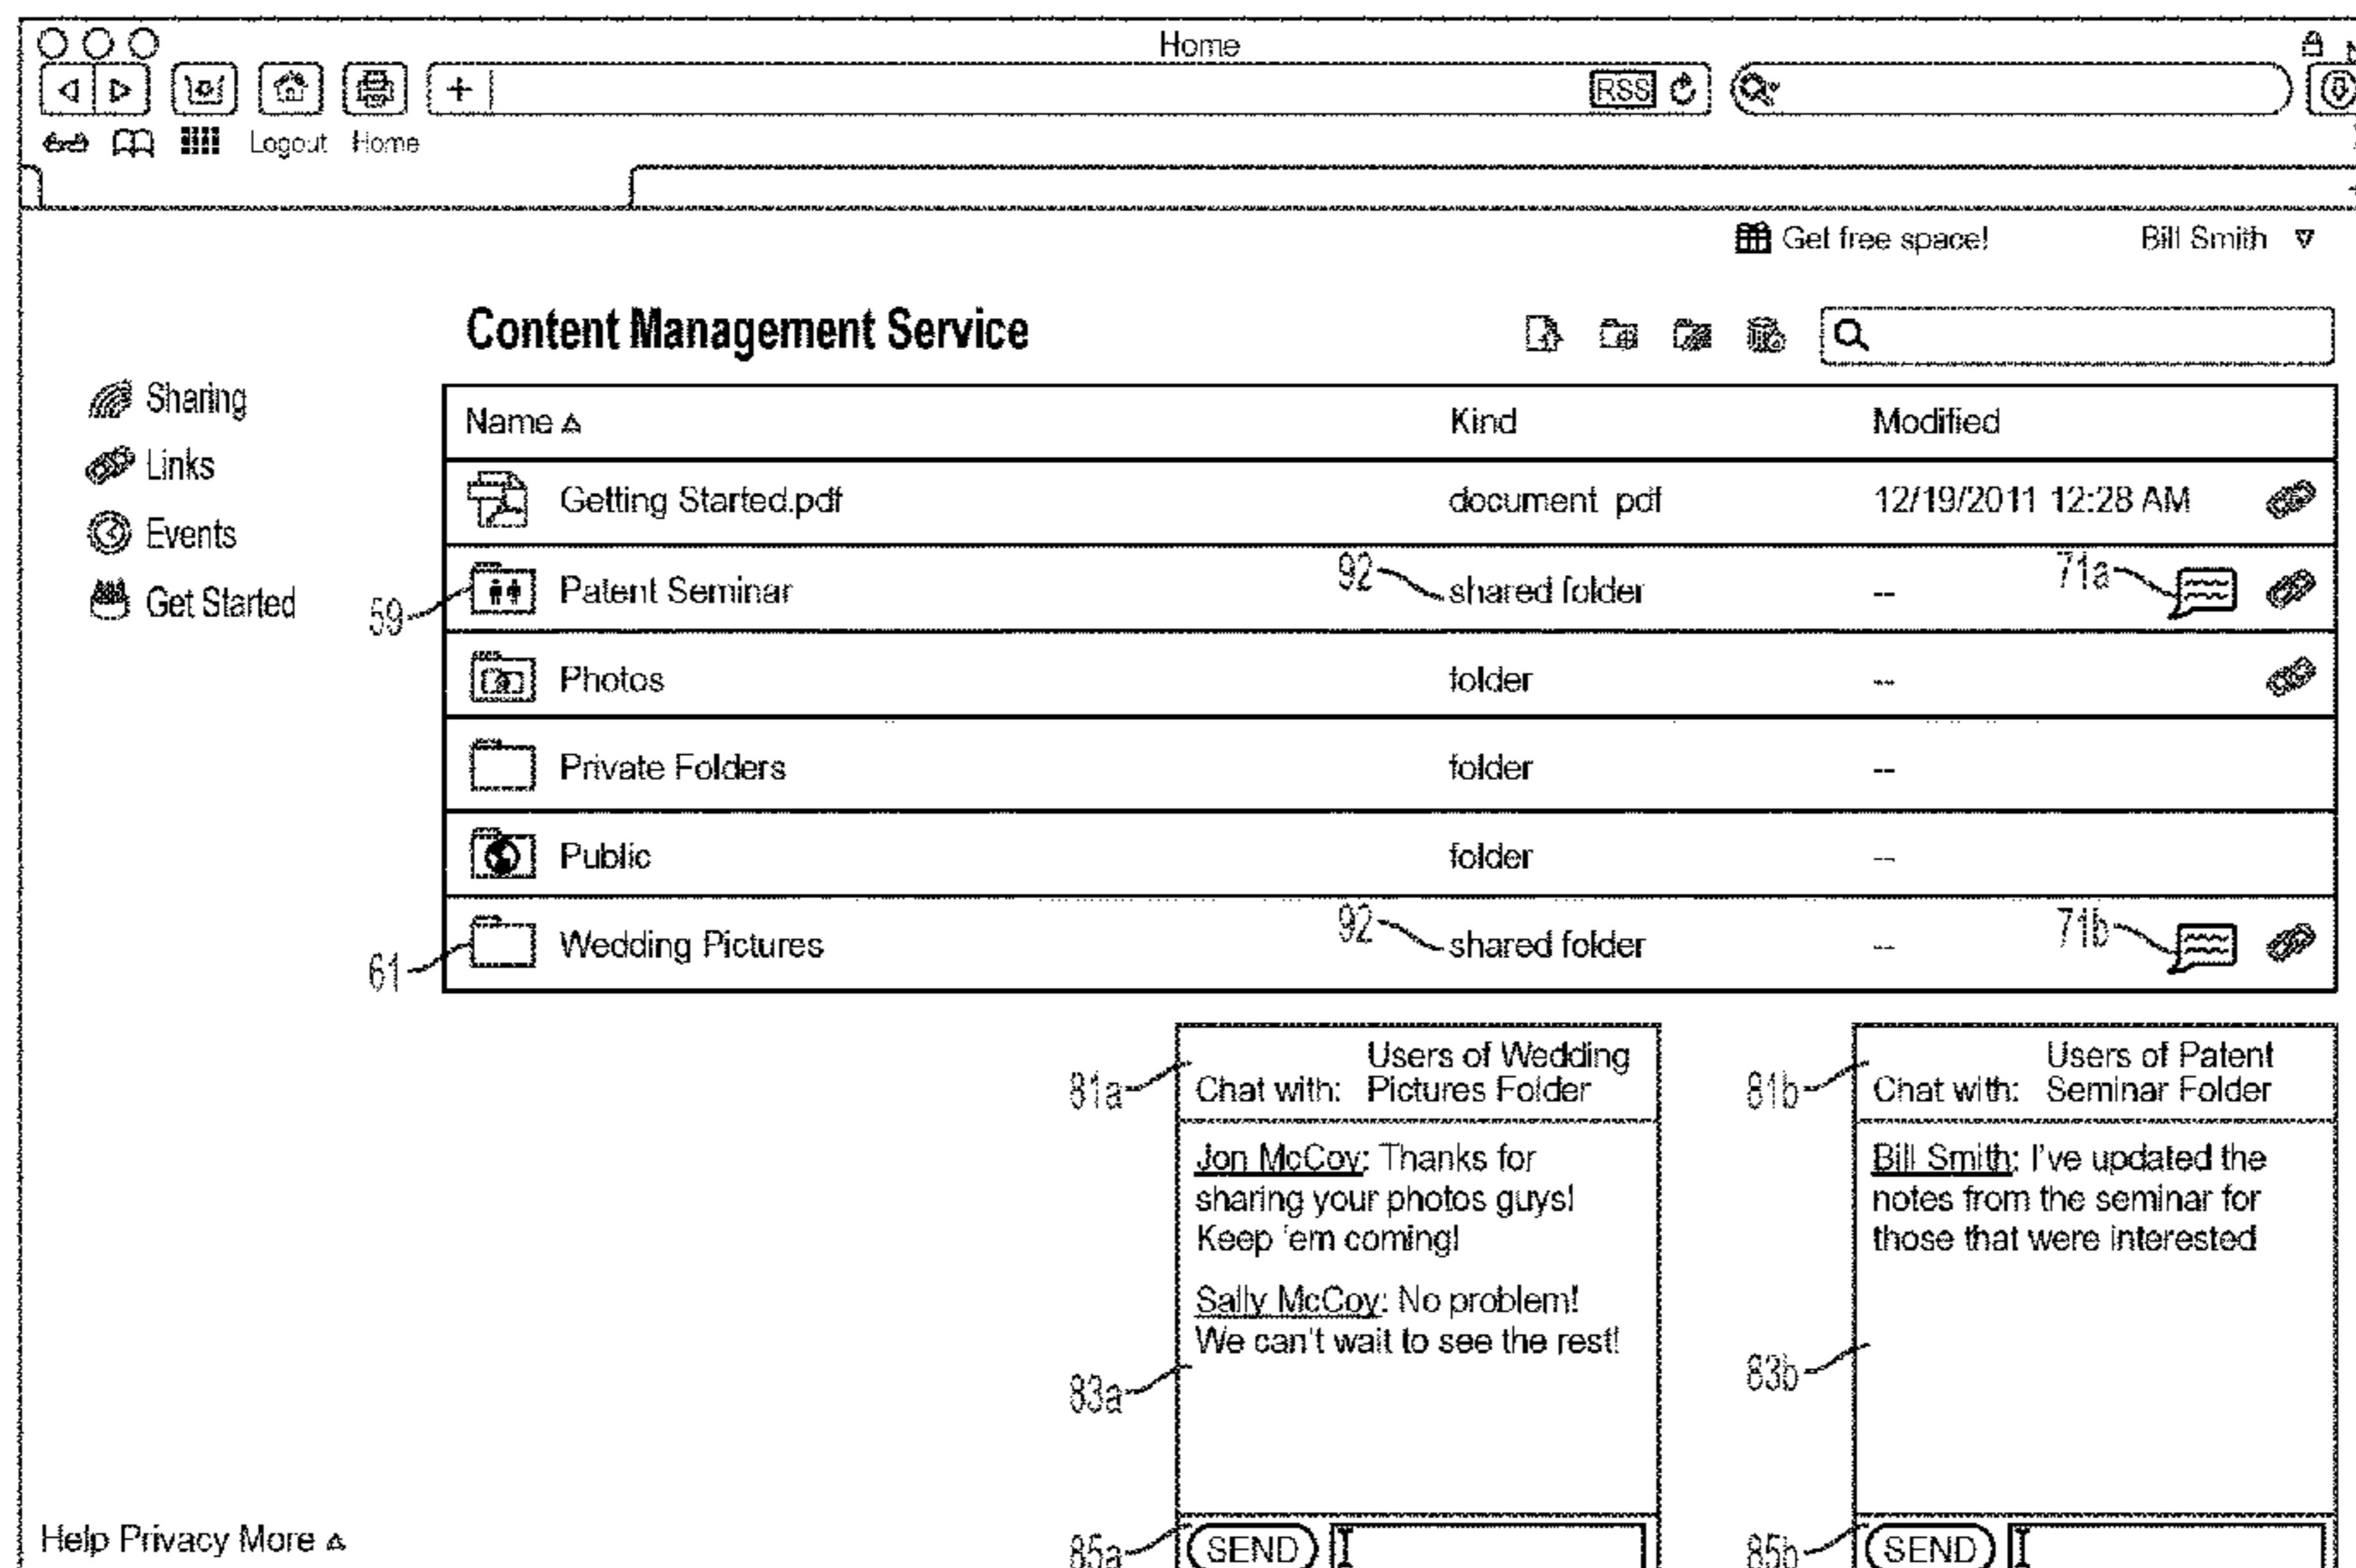 Home
+
RSS
Logout Home
Get free space! Bill Smith
Content Management Service
Sharing
Links
Events
Get Started
Name Kind Modified
Getting Started.pdf document pdf 12/19/2011 12:28 AM
59 Patent Seminar 92 shared folder -- 71a
Photos folder --
Private Folders folder --
Public folder --
61 Wedding Pictures 92 shared folder -- 71b
81a
Users of Wedding
Chat with: Pictures Folder
Jon McCoy: Thanks for
sharing your photos guys!
Keep 'em coming!
Sally McCoy: No problem!
We can't wait to see the rest!
83a
85a SEND
81b
Users of Patent
Chat with: Seminar Folder
Bill Smith: I've updated the
notes from the seminar for
those that were interested
83b
85b SEND
Help Privacy More